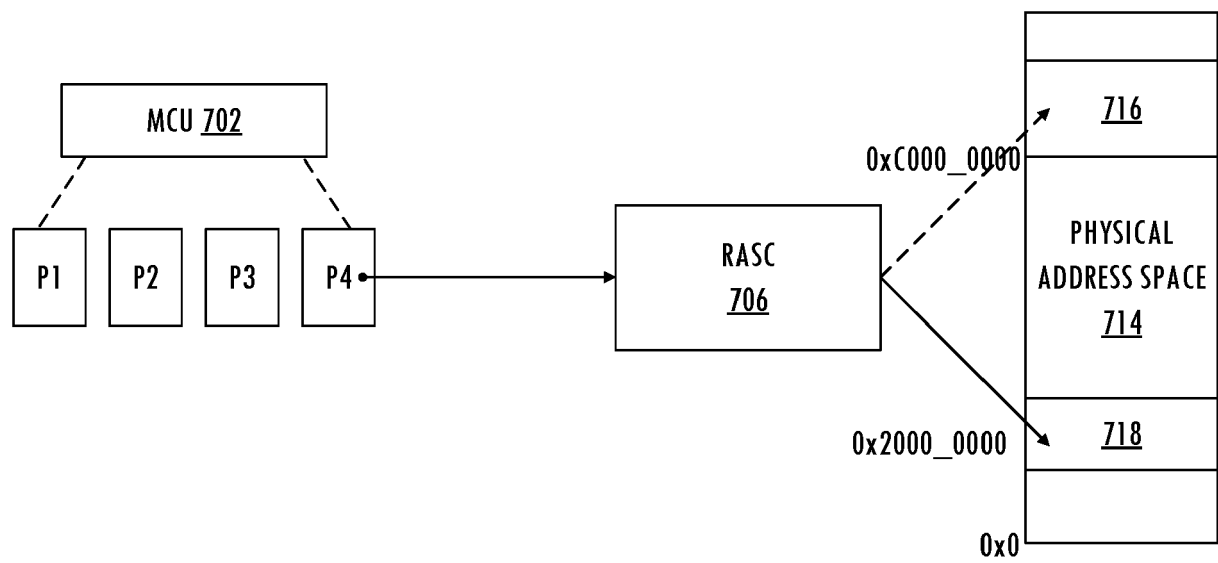 MCU 702
P1
P2
P3
P4
RASC
706
716
0xC000_0000
PHYSICAL
ADDRESS SPACE
714
718
0x2000_0000
0x0